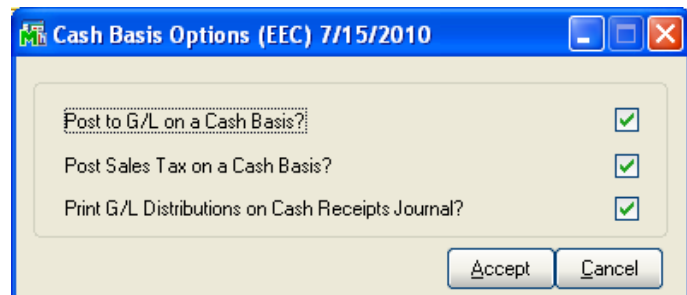 Cash Basis Options (EEC) 7/15/2010
Post to G/L on a Cash Basis?
Post Sales Tax on a Cash Basis?
Print G/L Distributions on Cash Receipts Journal?
Accept Cancel